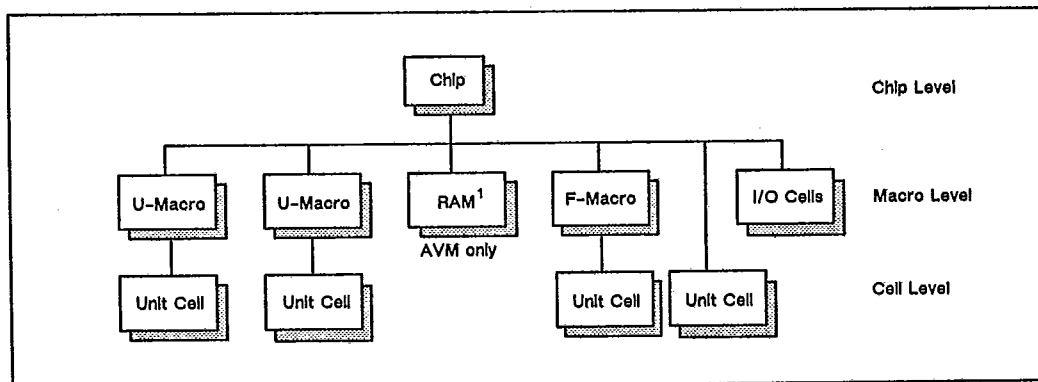 Chip
Chip Level
U-Macro
U-Macro
RAM¹
F-Macro
I/O Cells
Macro Level
AVM only
Unit Cell
Unit Cell
Unit Cell
Unit Cell
Cell Level